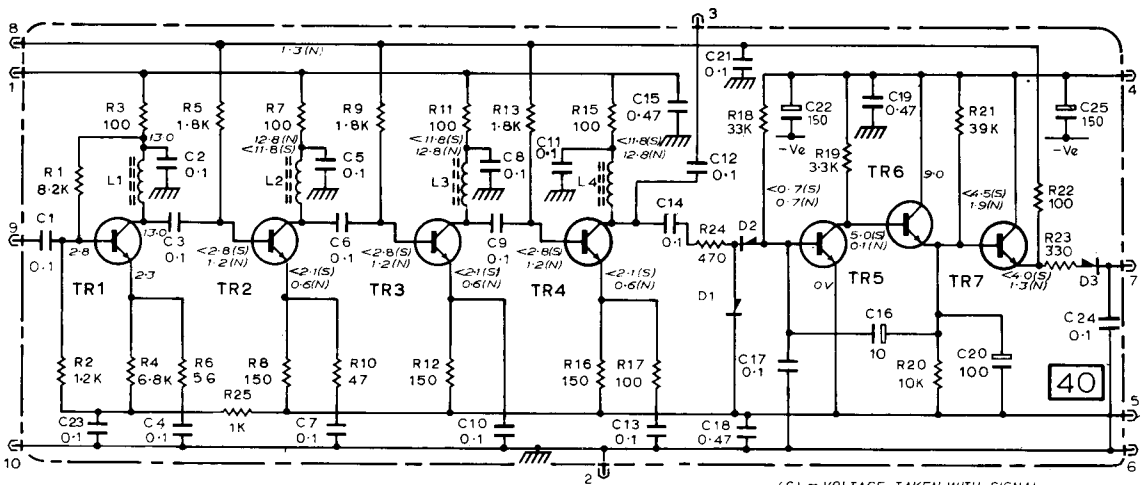 8
1·3(N)
3
1
4
R3
100
R5
1·8K
R7
100
R9
1·8K
R11
100
R13
1·8K
R15
100
C15
0·47
C21
0·1
R18
33K
C22
150
-Ve
C19
0·47
R21
39K
C25
150
-Ve
13·0
<11·8(S)
12·8(N)
<11·8(S)
12·8(N)
<11·8(S)
12·8(N)
R1
8·2K
L1
C2
0·1
L2
C5
0·1
L3
C8
0·1
C11
0·1
L4
C12
0·1
R19
3·3K
TR6
9·0
R22
100
9
C1
0·1
2·8
13·0
C3
0·1
<2·8(S)
1·2(N)
C6
0·1
<2·8(S)
1·2(N)
C9
0·1
<2·8(S)
1·2(N)
C14
0·1
R24
470
D2
<0·7(S)
0·7(N)
5·0(S)
0·1(N)
<4·5(S)
1·9(N)
R23
330
D3
7
2·3
TR1
TR2
<2·1(S)
0·6(N)
TR3
<2·1(S)
0·6(N)
TR4
<2·1(S)
0·6(N)
D1
0V
TR5
TR7
<4·0(S)
1·3(N)
R2
1·2K
R4
6·8K
R6
56
R8
150
R10
47
R12
150
R16
150
R17
100
C17
0·1
C16
10
R20
10K
C20
100
C24
0·1
40
R25
1K
C23
0·1
C4
0·1
C7
0·1
C10
0·1
C13
0·1
C18
0·47
5
10
2
6
(S) = VOLTAGE TAKEN WITH SIGNAL